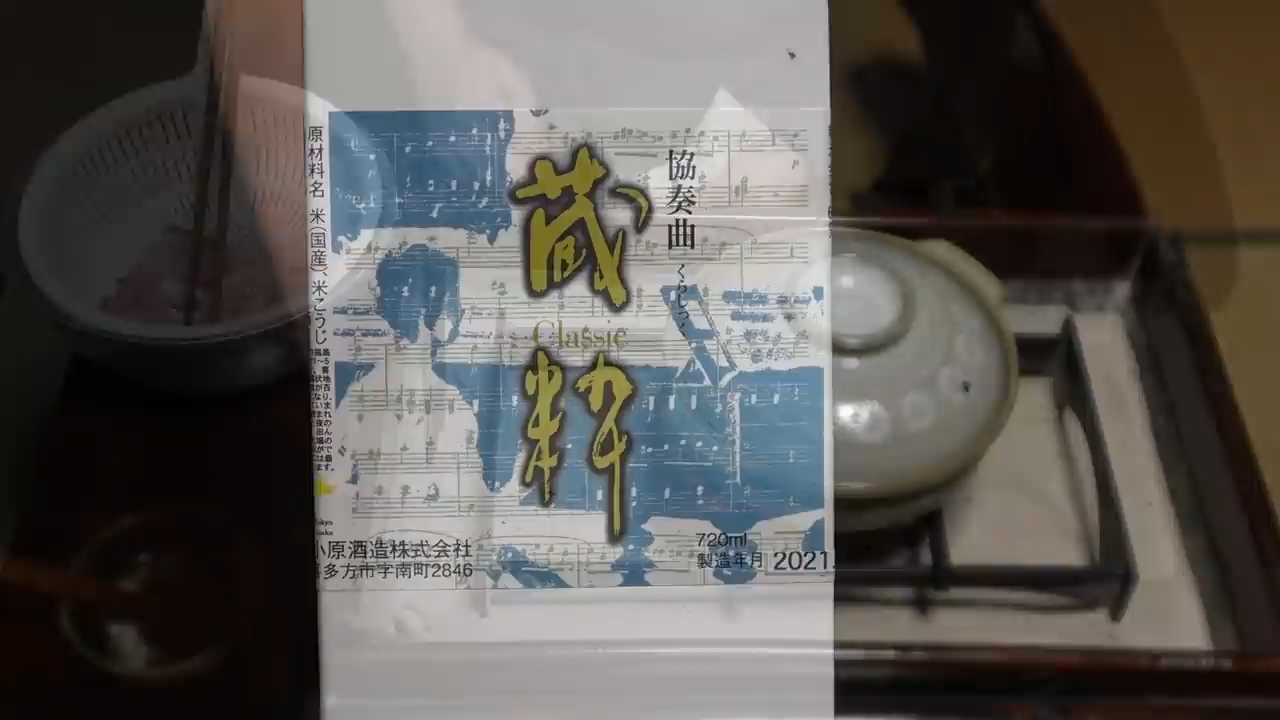 協奏曲
くらしっく
蔵粋
Classic
原材料名 米(国産)、米こうじ
小原酒造株式会社
喜多方市字南町2846
720ml
製造年月 2021.